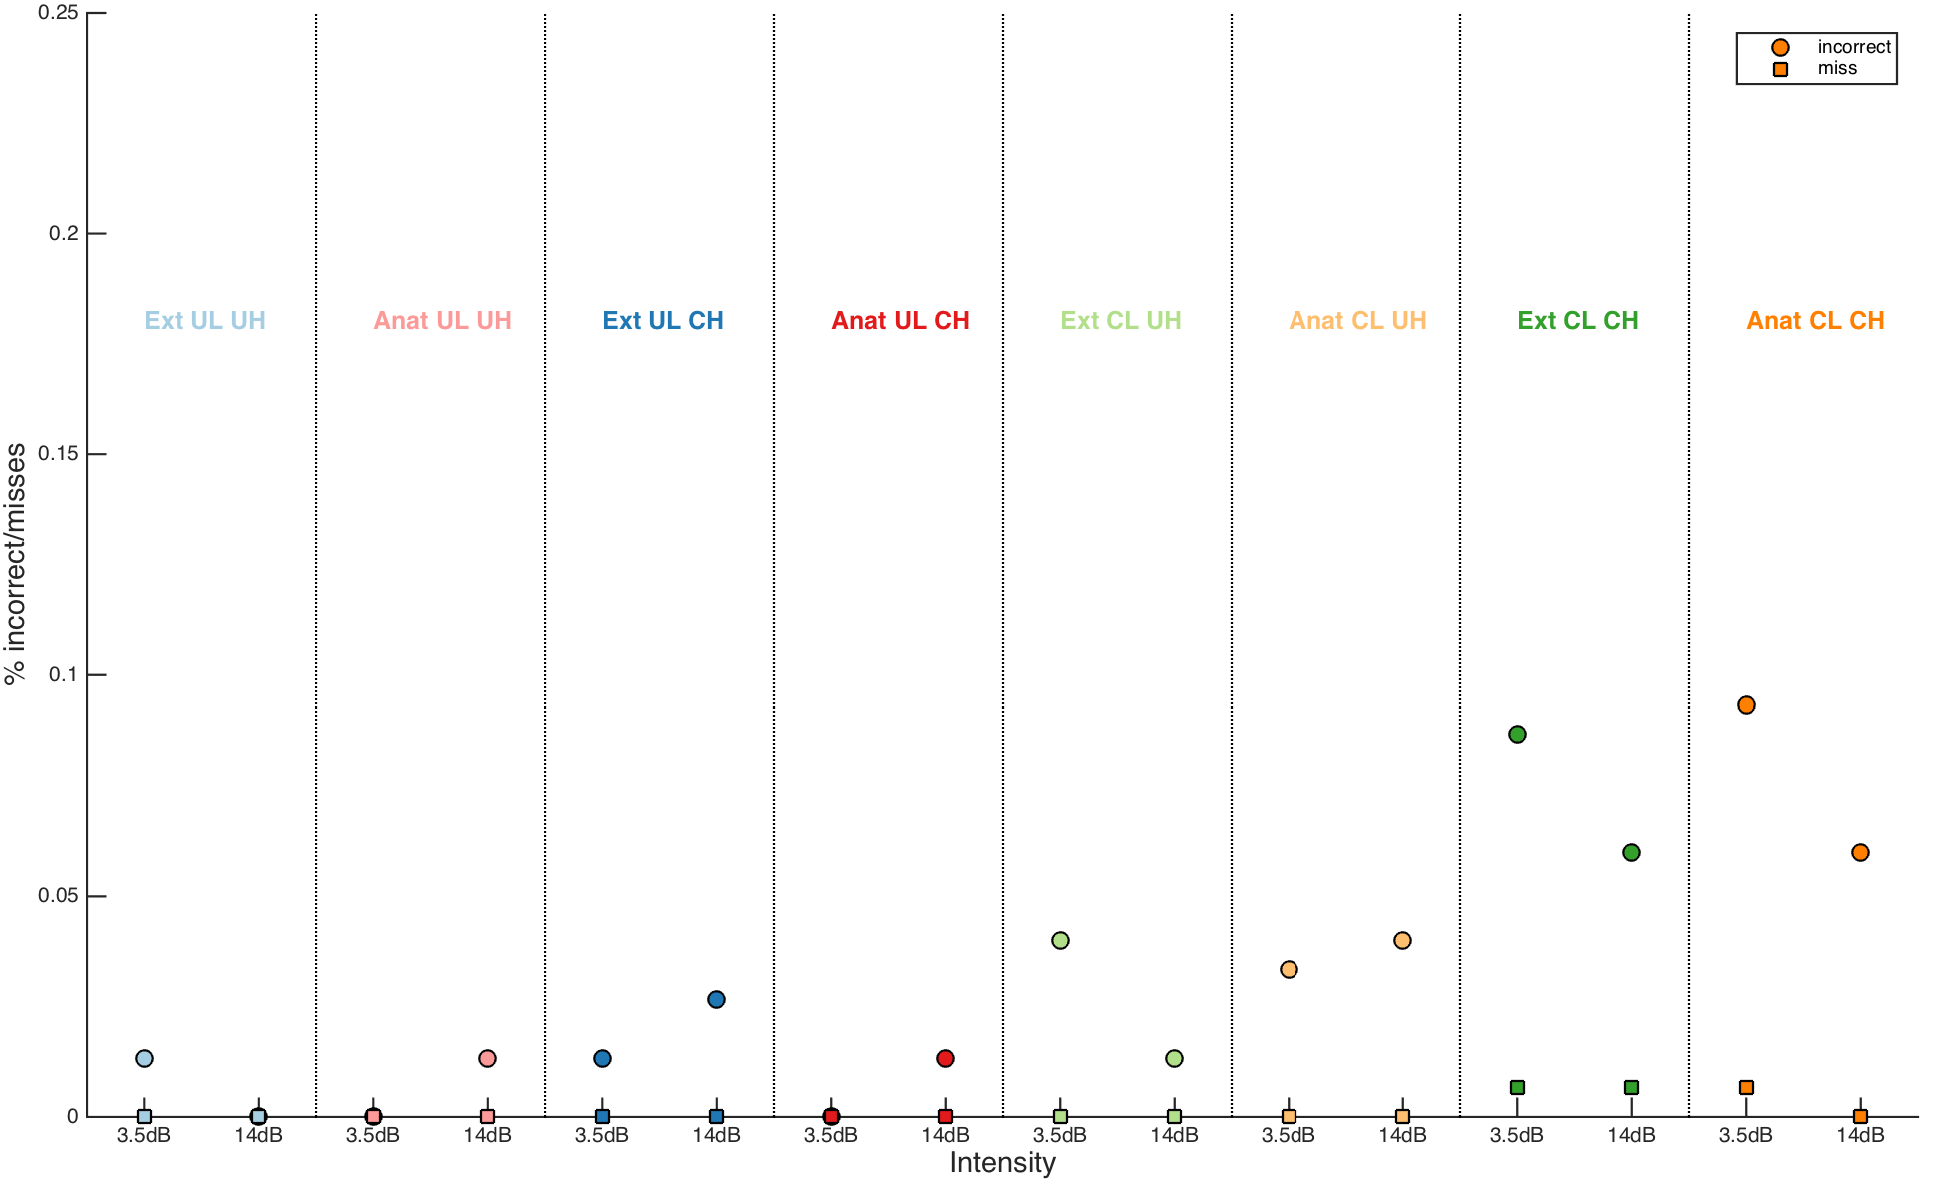 0.25
incorrect
miss
0.2
Ext UL UH
Anat UL UH
Ext UL CH
Anat UL CH
Ext CL UH
Anat CL UH
Ext CL CH
Anat CL CH
0.15
% incorrect/misses
0.1
0.05
0
3.5dB
14dB
3.5dB
14dB
3.5dB
14dB
3.5dB
14dB
3.5dB
14dB
3.5dB
14dB
3.5dB
14dB
3.5dB
14dB
Intensity